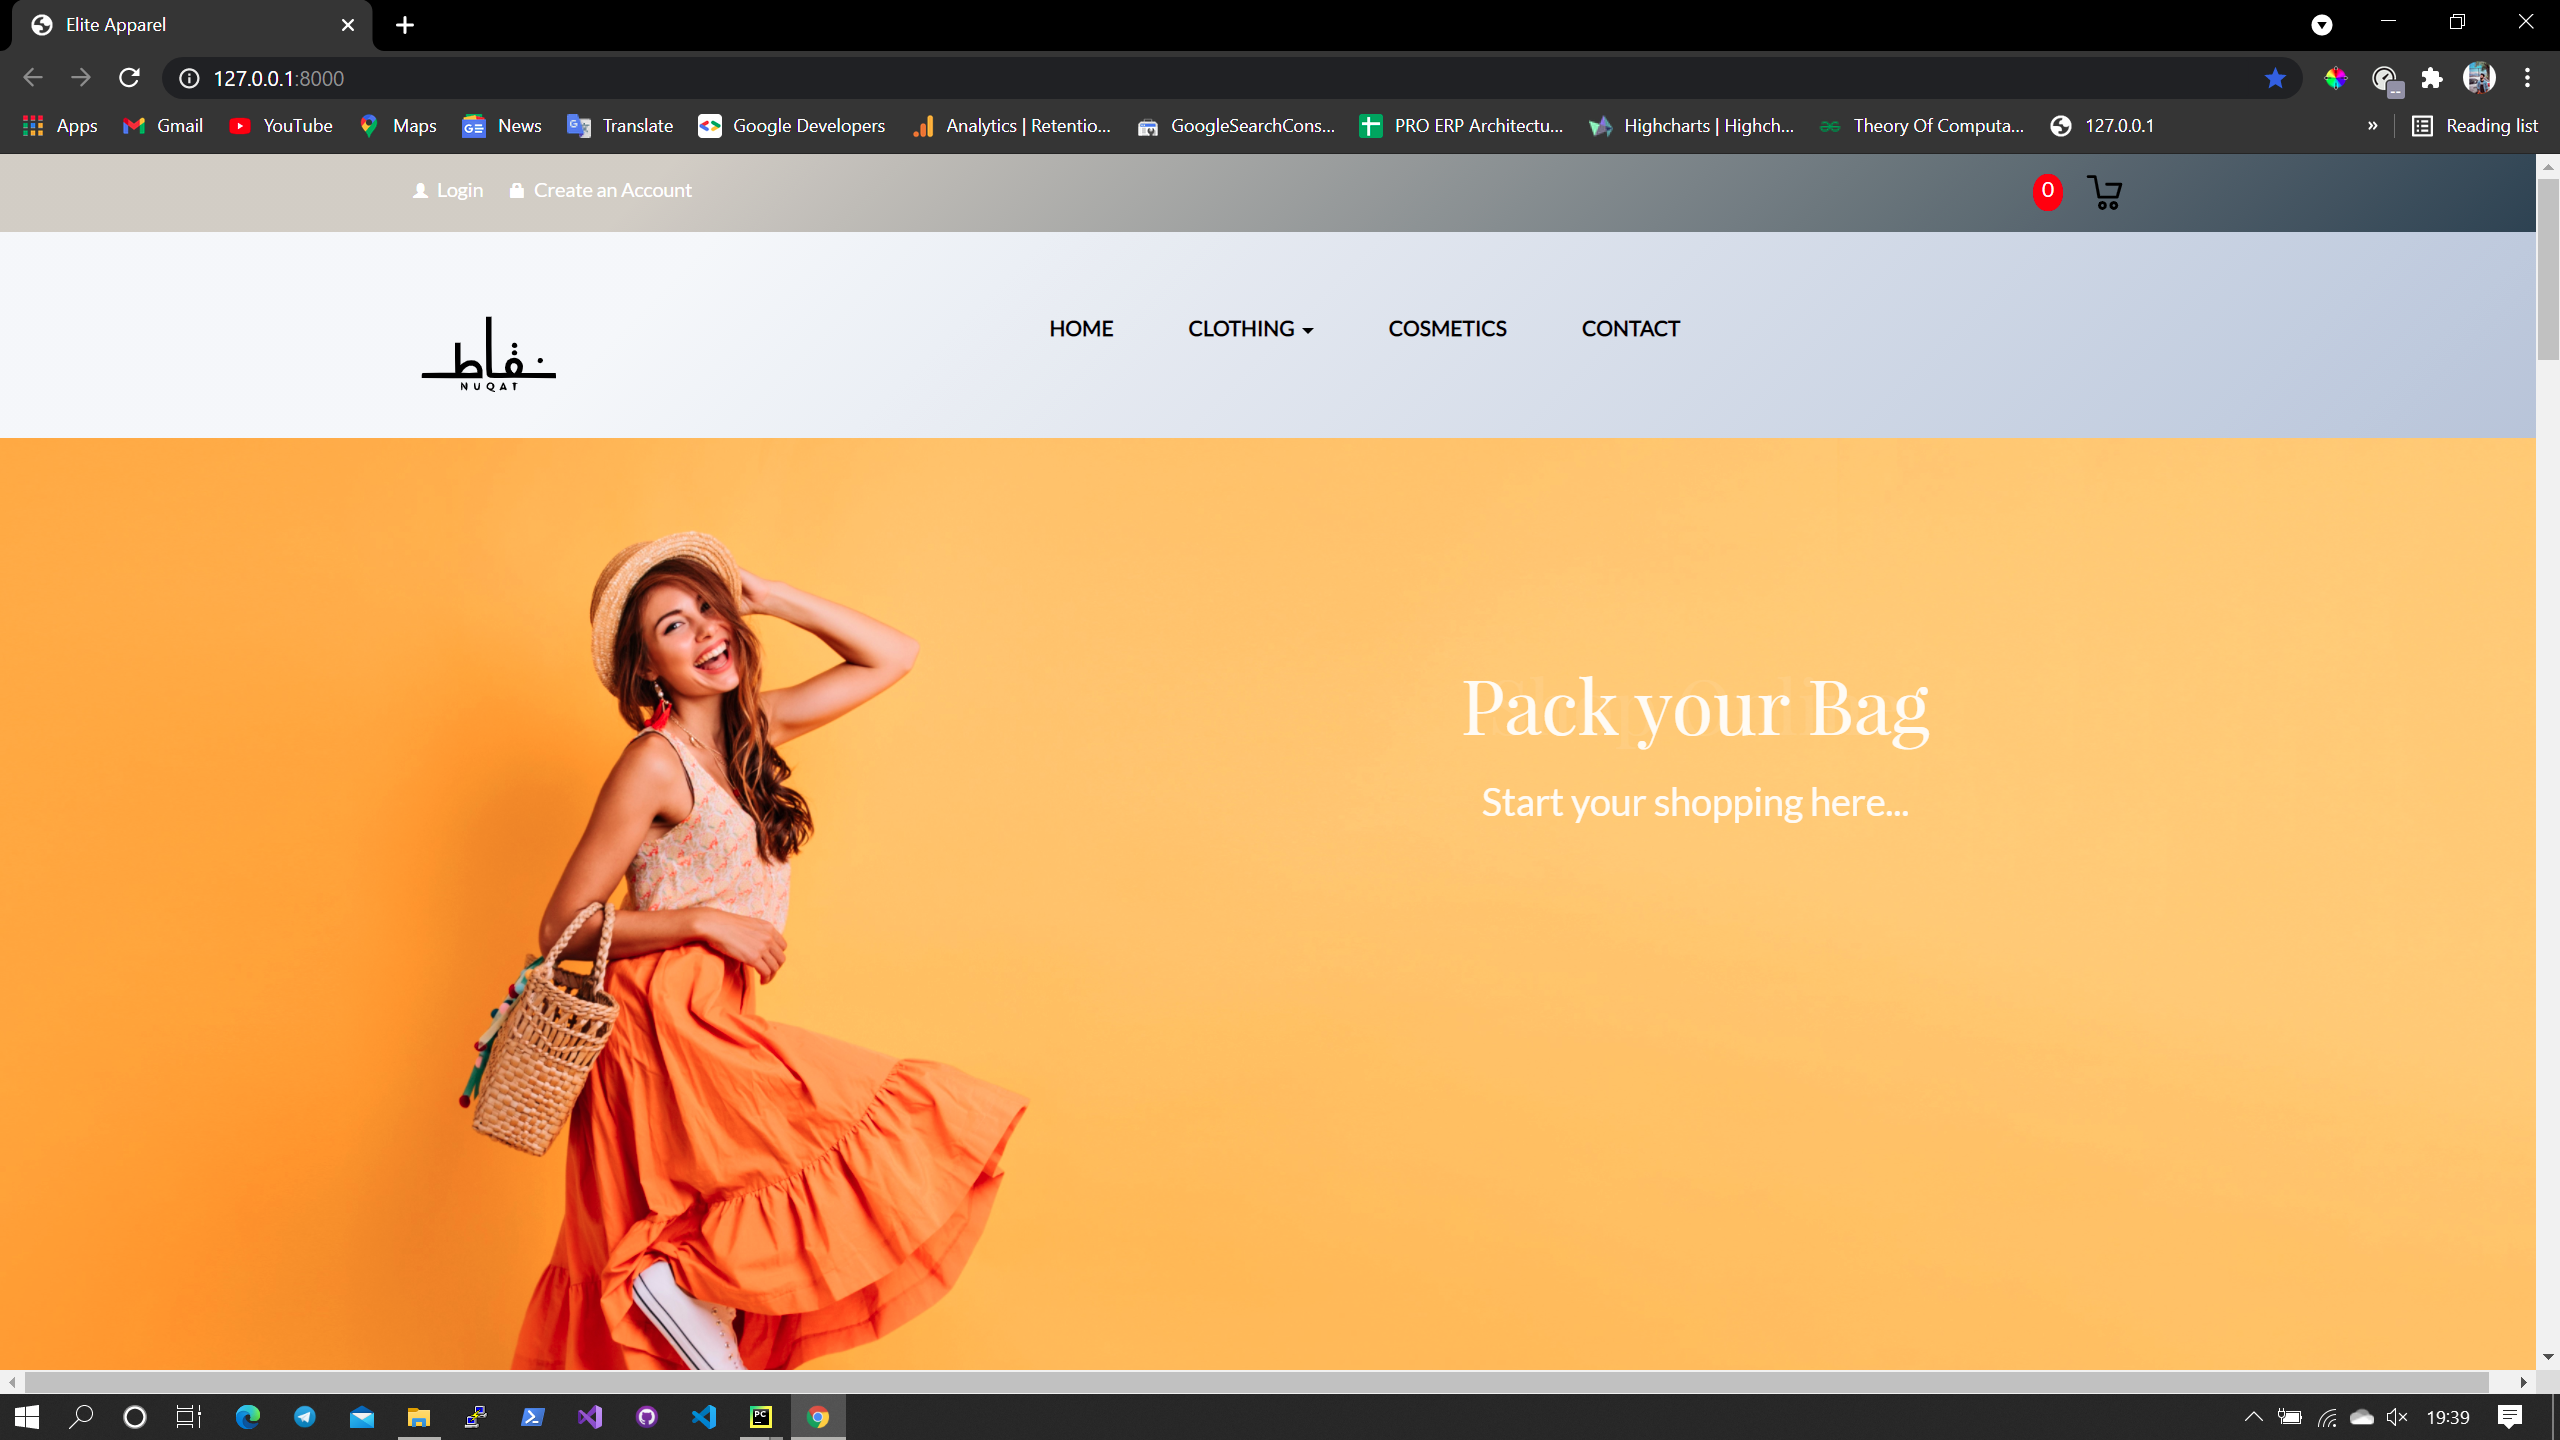 Elite Apparel
127.0.0.1:8000
Apps Gmail YouTube Maps News Translate Google Developers Analytics | Retentio... GoogleSearchCons... PRO ERP Architectu... Highcharts | Highch... Theory Of Computa... 127.0.0.1 » Reading list
Login Create an Account 0
HOME CLOTHING COSMETICS CONTACT
نقاط
NUQAT
Pack your Bag
Start your shopping here...
19:39